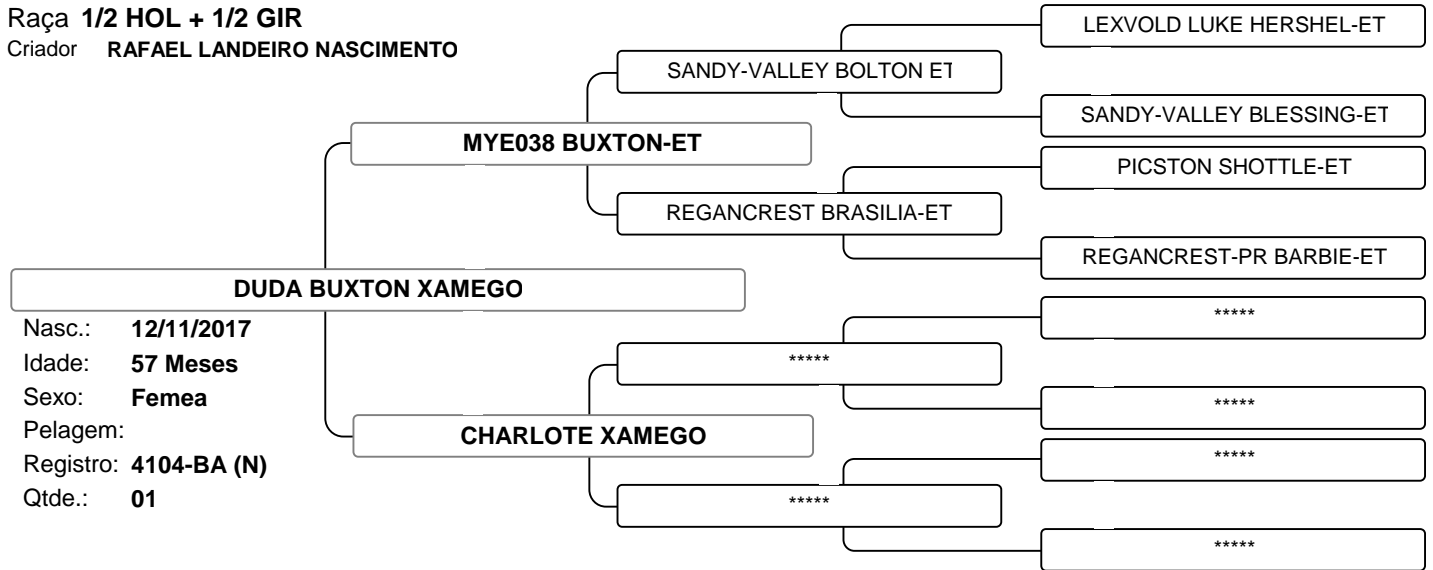 Raça 1/2 HOL + 1/2 GIR
Criador RAFAEL LANDEIRO NASCIMENTO
LEXVOLD LUKE HERSHEL-ET
SANDY-VALLEY BOLTON ET
SANDY-VALLEY BLESSING-ET
MYE038 BUXTON-ET
PICSTON SHOTTLE-ET
REGANCREST BRASILIA-ET
REGANCREST-PR BARBIE-ET
DUDA BUXTON XAMEGO
Nasc.: 12/11/2017
Idade: 57 Meses
Sexo: Femea
Pelagem:
Registro: 4104-BA (N)
Qtde.: 01
*****
*****
*****
CHARLOTE XAMEGO
*****
*****
*****